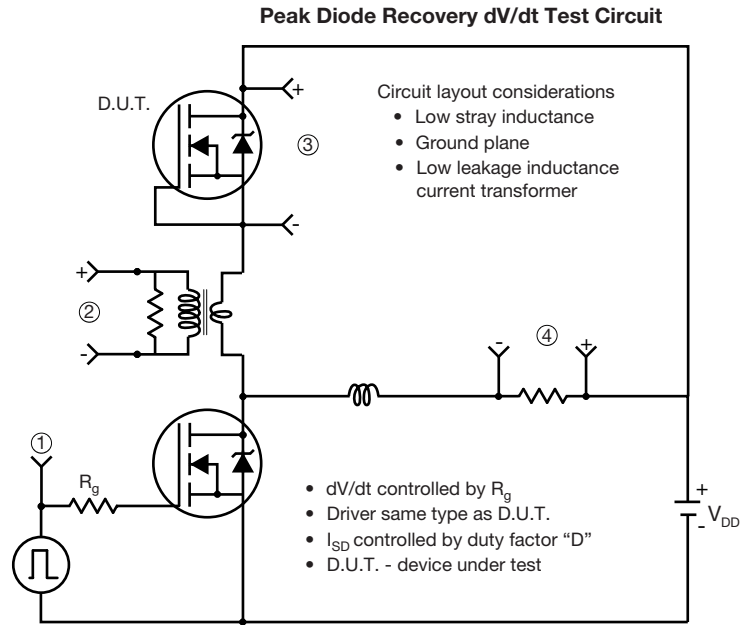 Peak Diode Recovery dV/dt Test Circuit
D.U.T.
+
Circuit layout considerations
• Low stray inductance
• Ground plane
• Low leakage inductance
current transformer
③
-
+
②
-
-
④
+
①
Rg
• dV/dt controlled by Rg
• Driver same type as D.U.T.
• ISD controlled by duty factor “D”
• D.U.T. - device under test
+
VDD
-